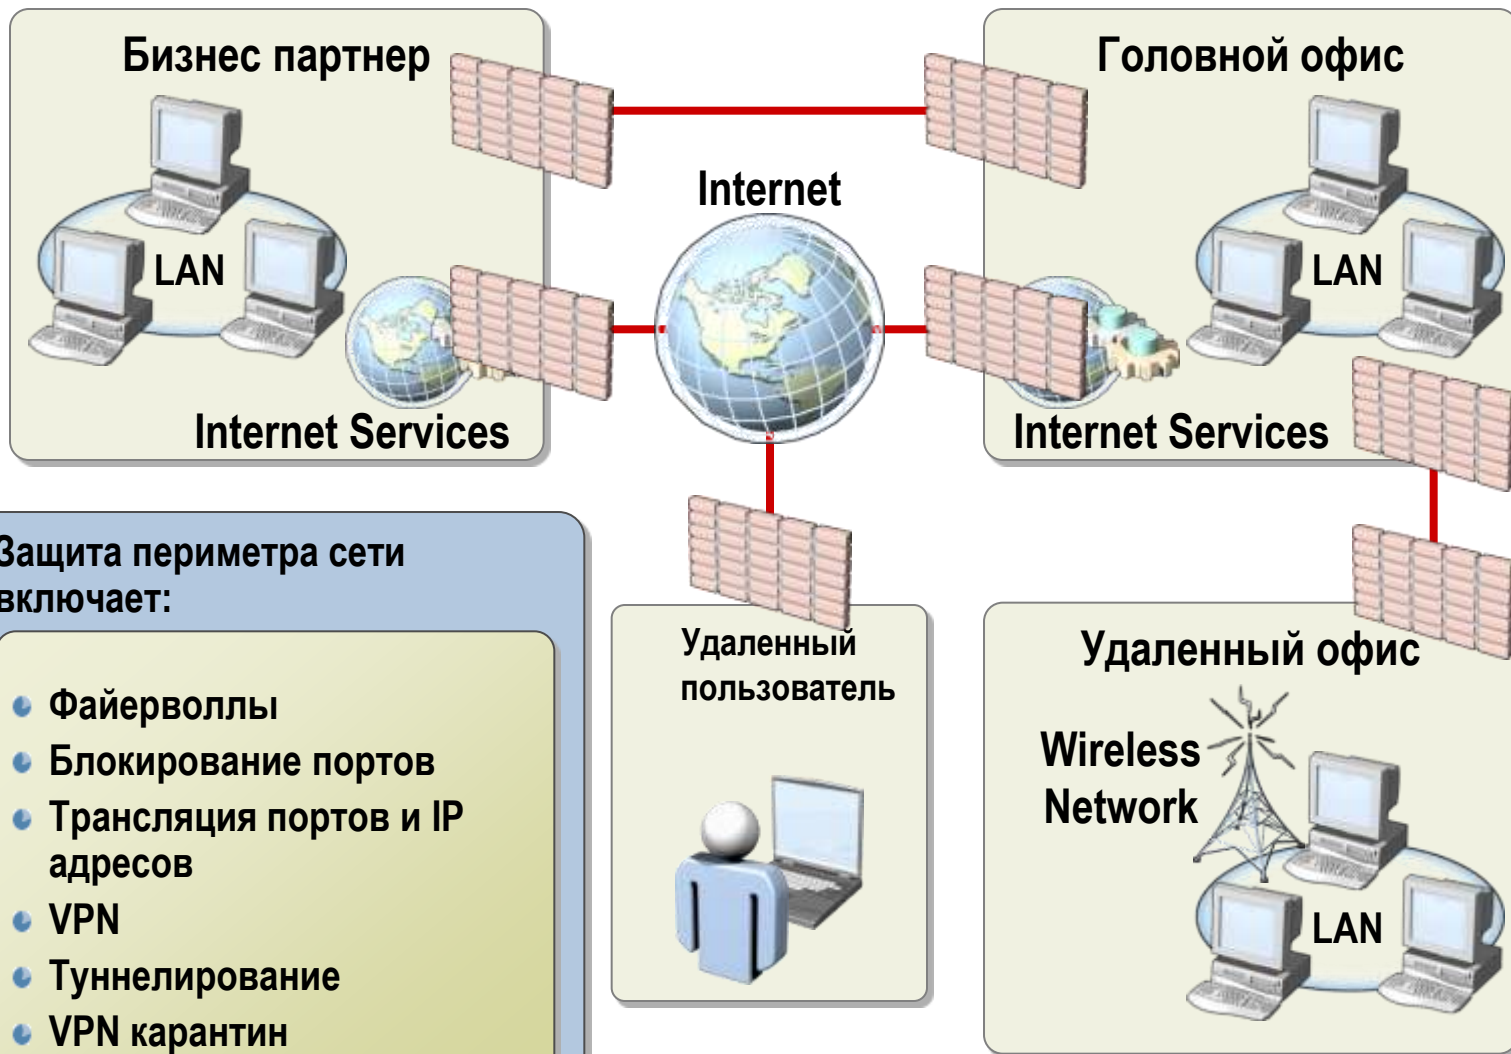 Бизнес партнер
LAN
Internet Services
Internet
Головной офис
LAN
Internet Services
Защита периметра сети
включает:
Файерволлы
Блокирование портов
Трансляция портов и IP
адресов
VPN
Туннелирование
VPN карантин
Удаленный
пользователь
Удаленный офис
Wireless
Network
LAN